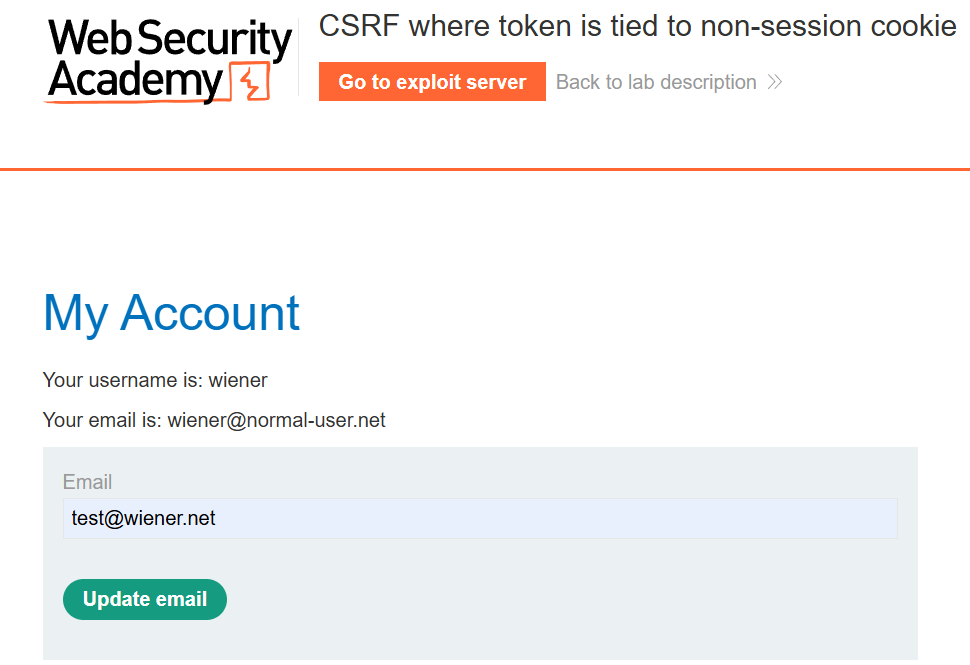 Web Security
Academy
CSRF where token is tied to non-session cookie
Go to exploit server
Back to lab description
My Account
Your username is: wiener
Your email is: wiener@normal-user.net
Email
test@wiener.net
Update email